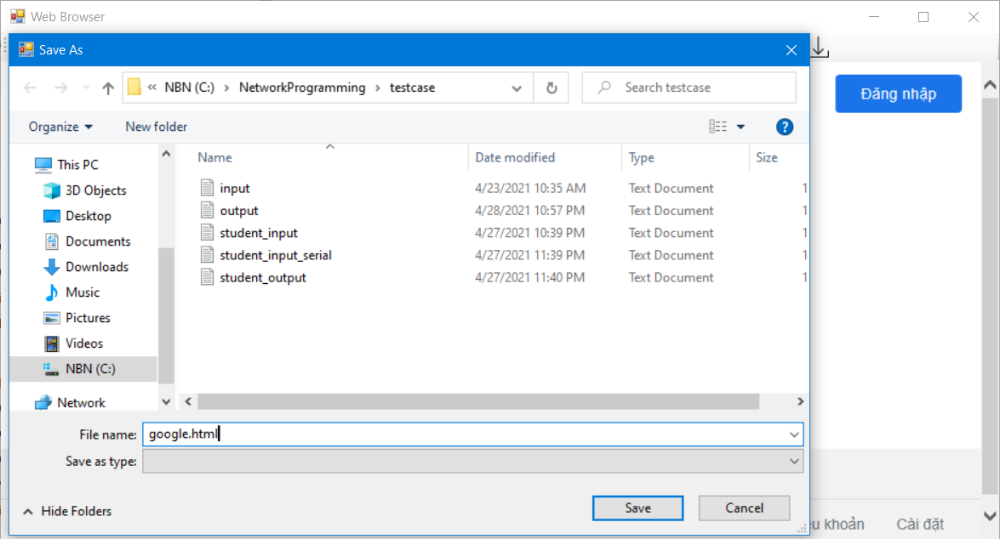 Web Browser
Save As
« NBN (C:) › NetworkProgramming › testcase
Search testcase
Đăng nhập
Organize
New folder
Name Date modified Type Size
This PC
3D Objects
Desktop
Documents
Downloads
Music
Pictures
Videos
NBN (C:)
Network
input 4/23/2021 10:35 AM Text Document 1
output 4/28/2021 10:57 PM Text Document 1
student_input 4/27/2021 10:39 PM Text Document 1
student_input_serial 4/27/2021 11:39 PM Text Document 1
student_output 4/27/2021 11:40 PM Text Document 1
File name: google.html
Save as type:
Hide Folders
Save
Cancel
khoản Cài đặt